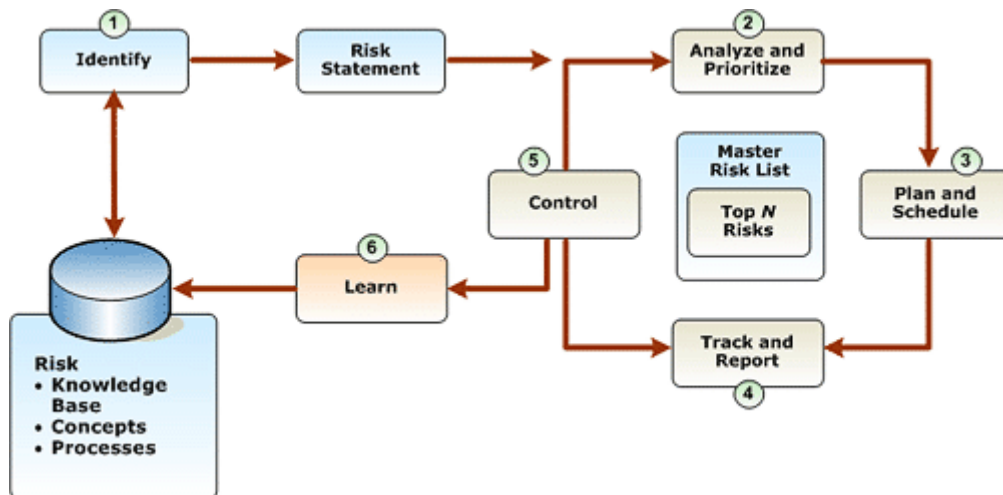 1
Identify
Risk
Statement
2
Analyze and
Prioritize
5
Control
Master
Risk List
Top N
Risks
3
Plan and
Schedule
6
Learn
Track and
Report
4
Risk
• Knowledge
Base
• Concepts
• Processes